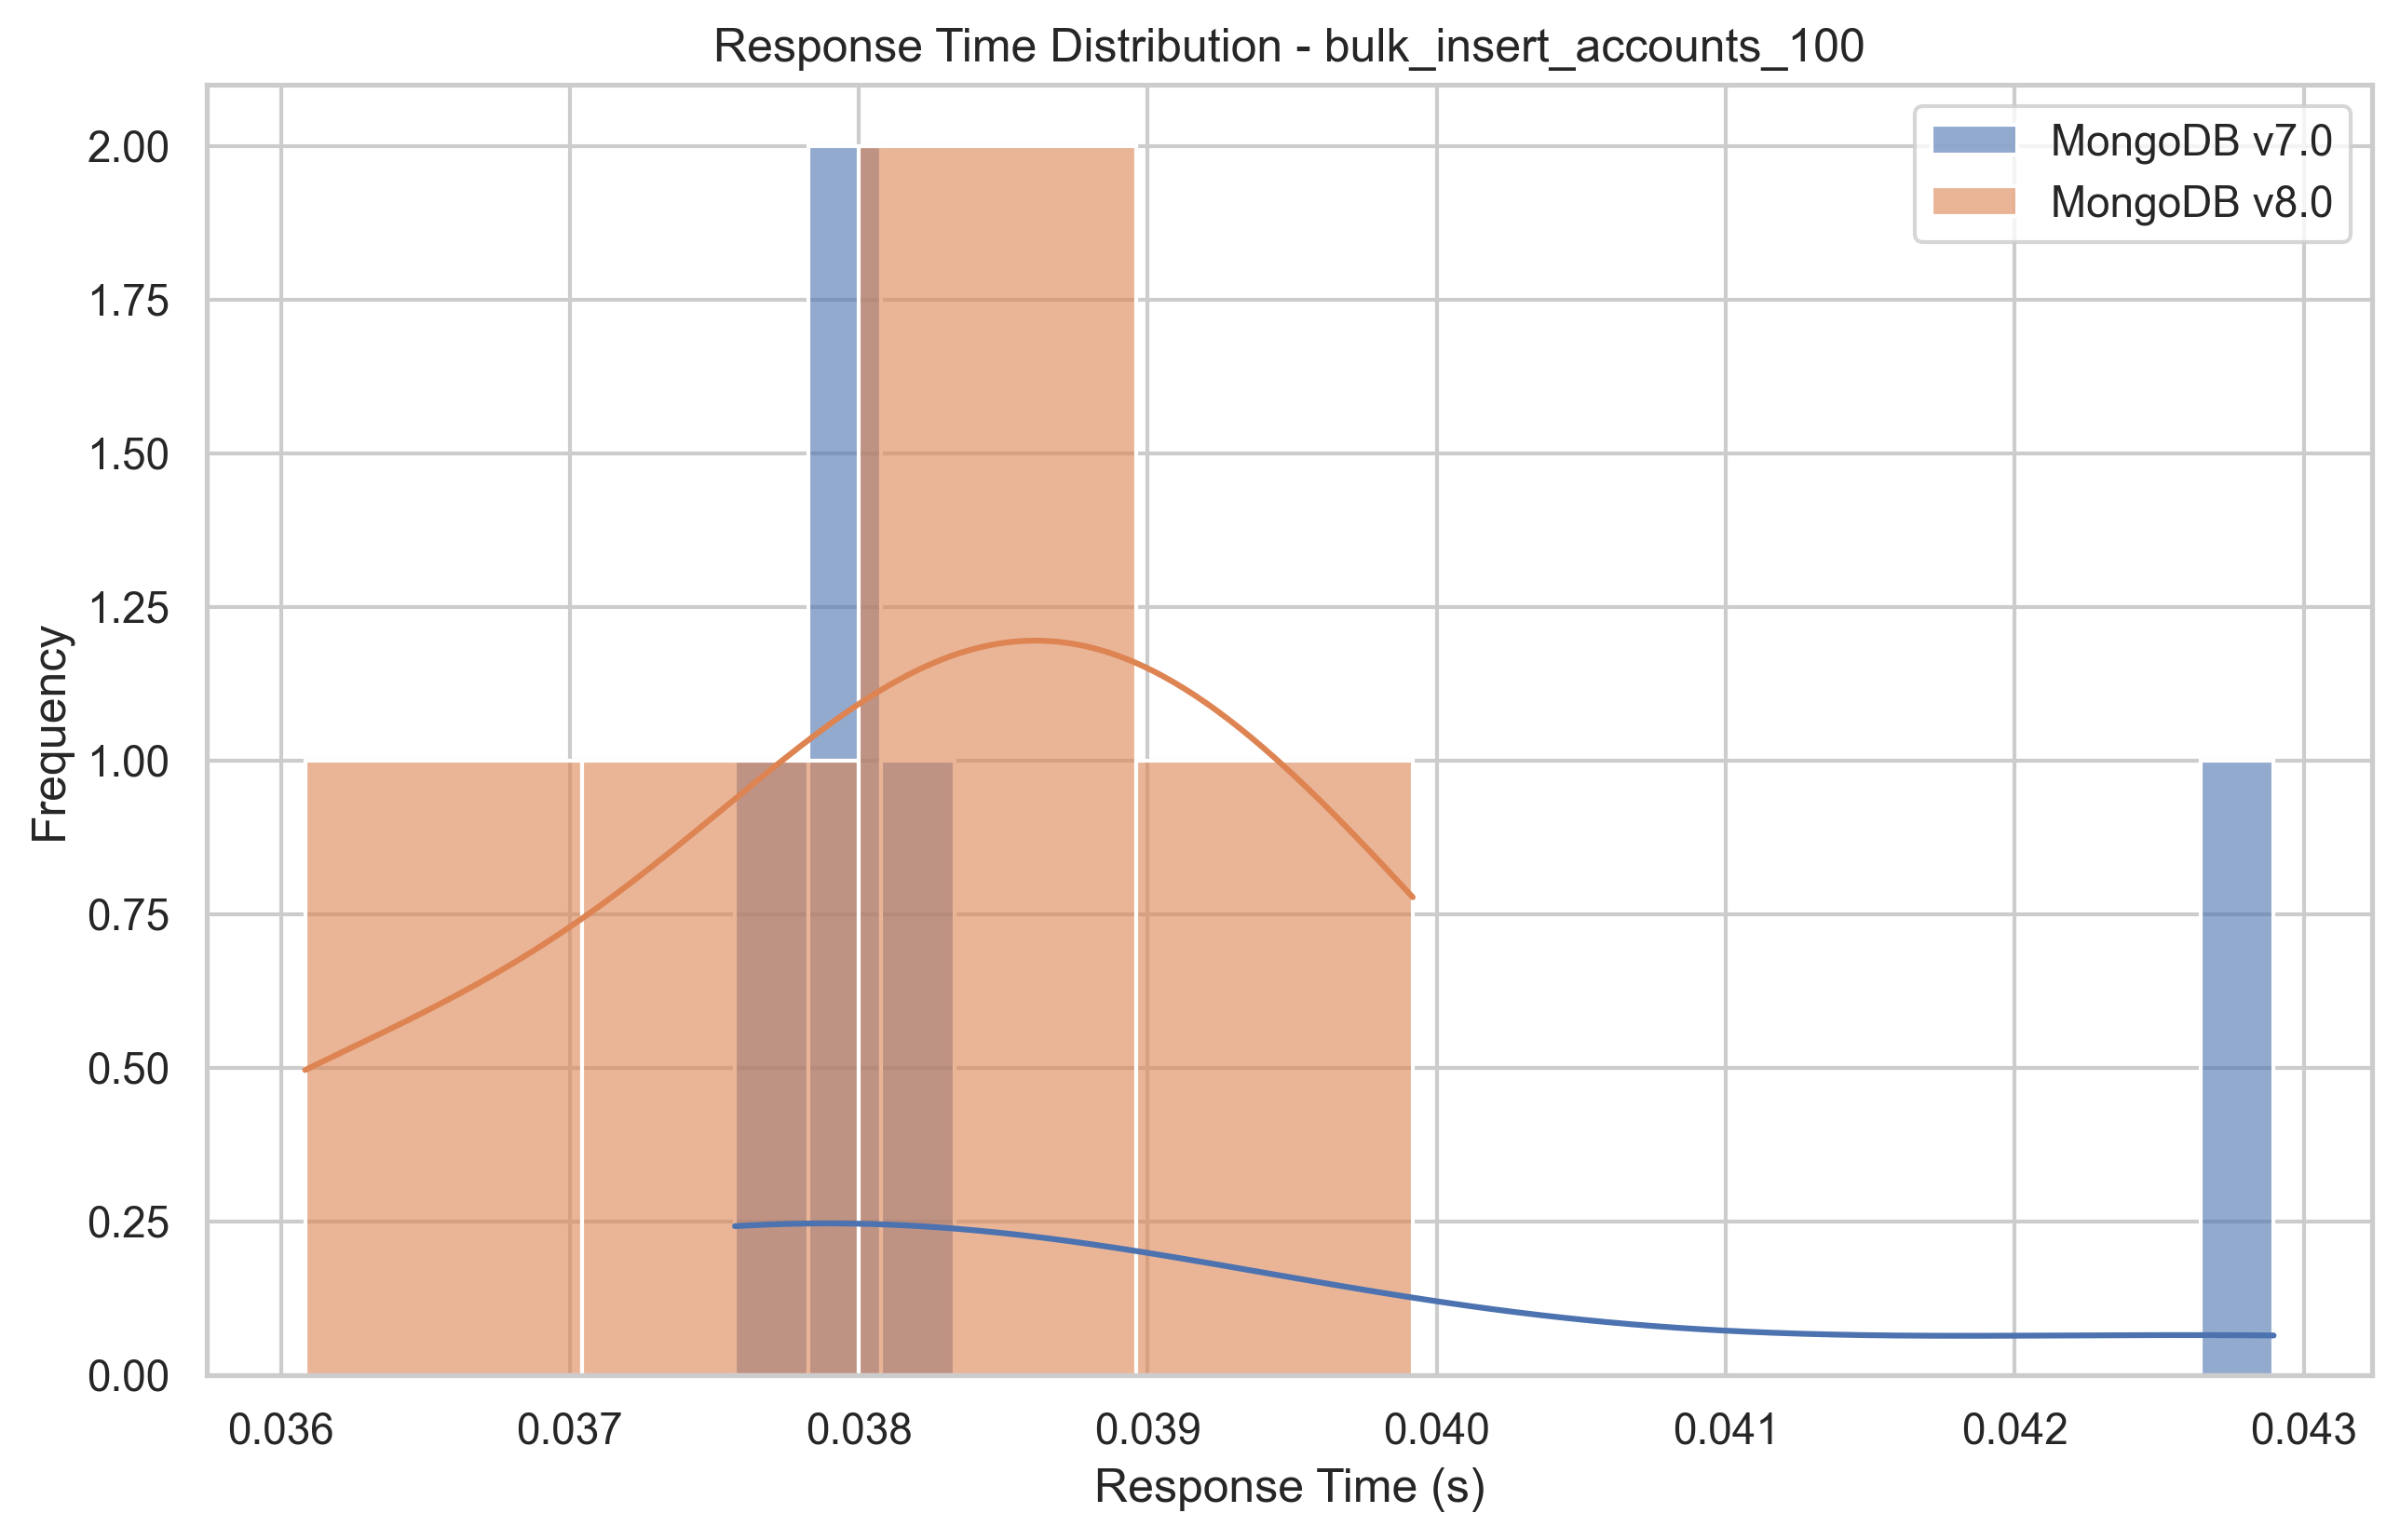 Response Time Distribution - bulk_insert_accounts_100
MongoDB v7.0
MongoDB v8.0
2.00
1.75
1.50
1.25
1.00
0.75
0.50
0.25
0.00
Frequency
0.036 0.037 0.038 0.039 0.040 0.041 0.042 0.043
Response Time (s)